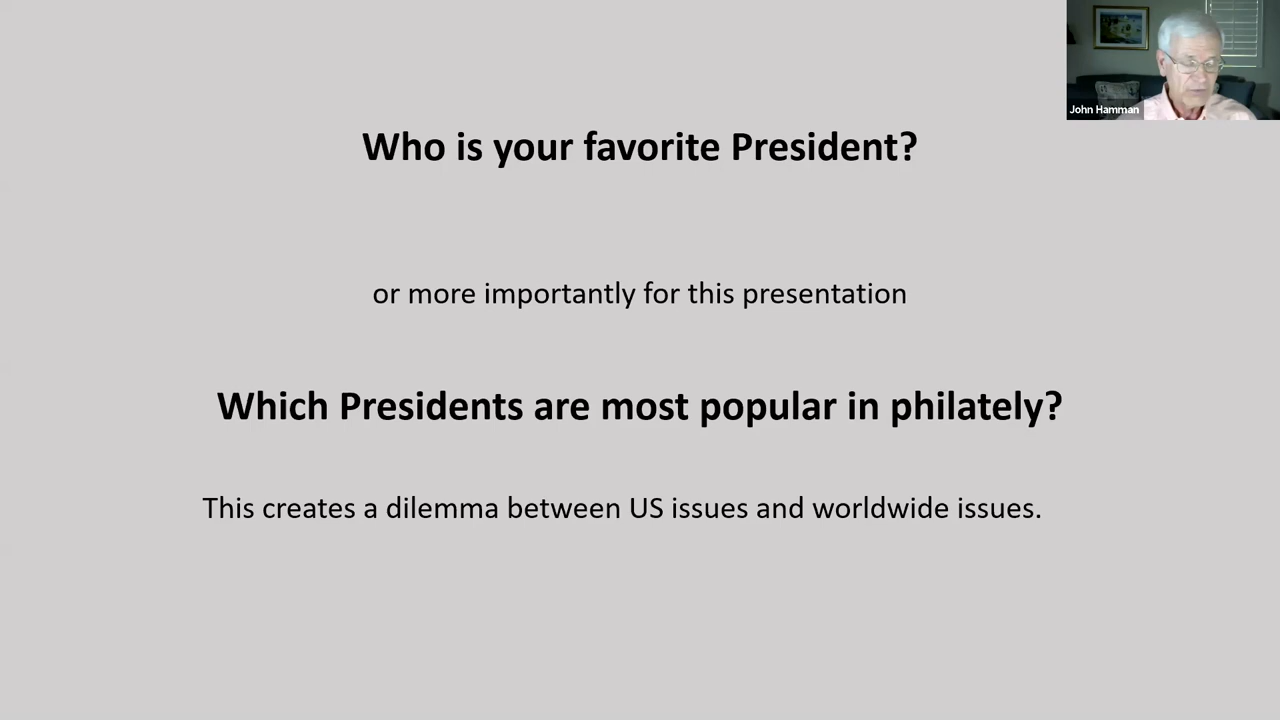 John Hamman
Who is your favorite President?
or more importantly for this presentation
Which Presidents are most popular in philately?
This creates a dilemma between US issues and worldwide issues.